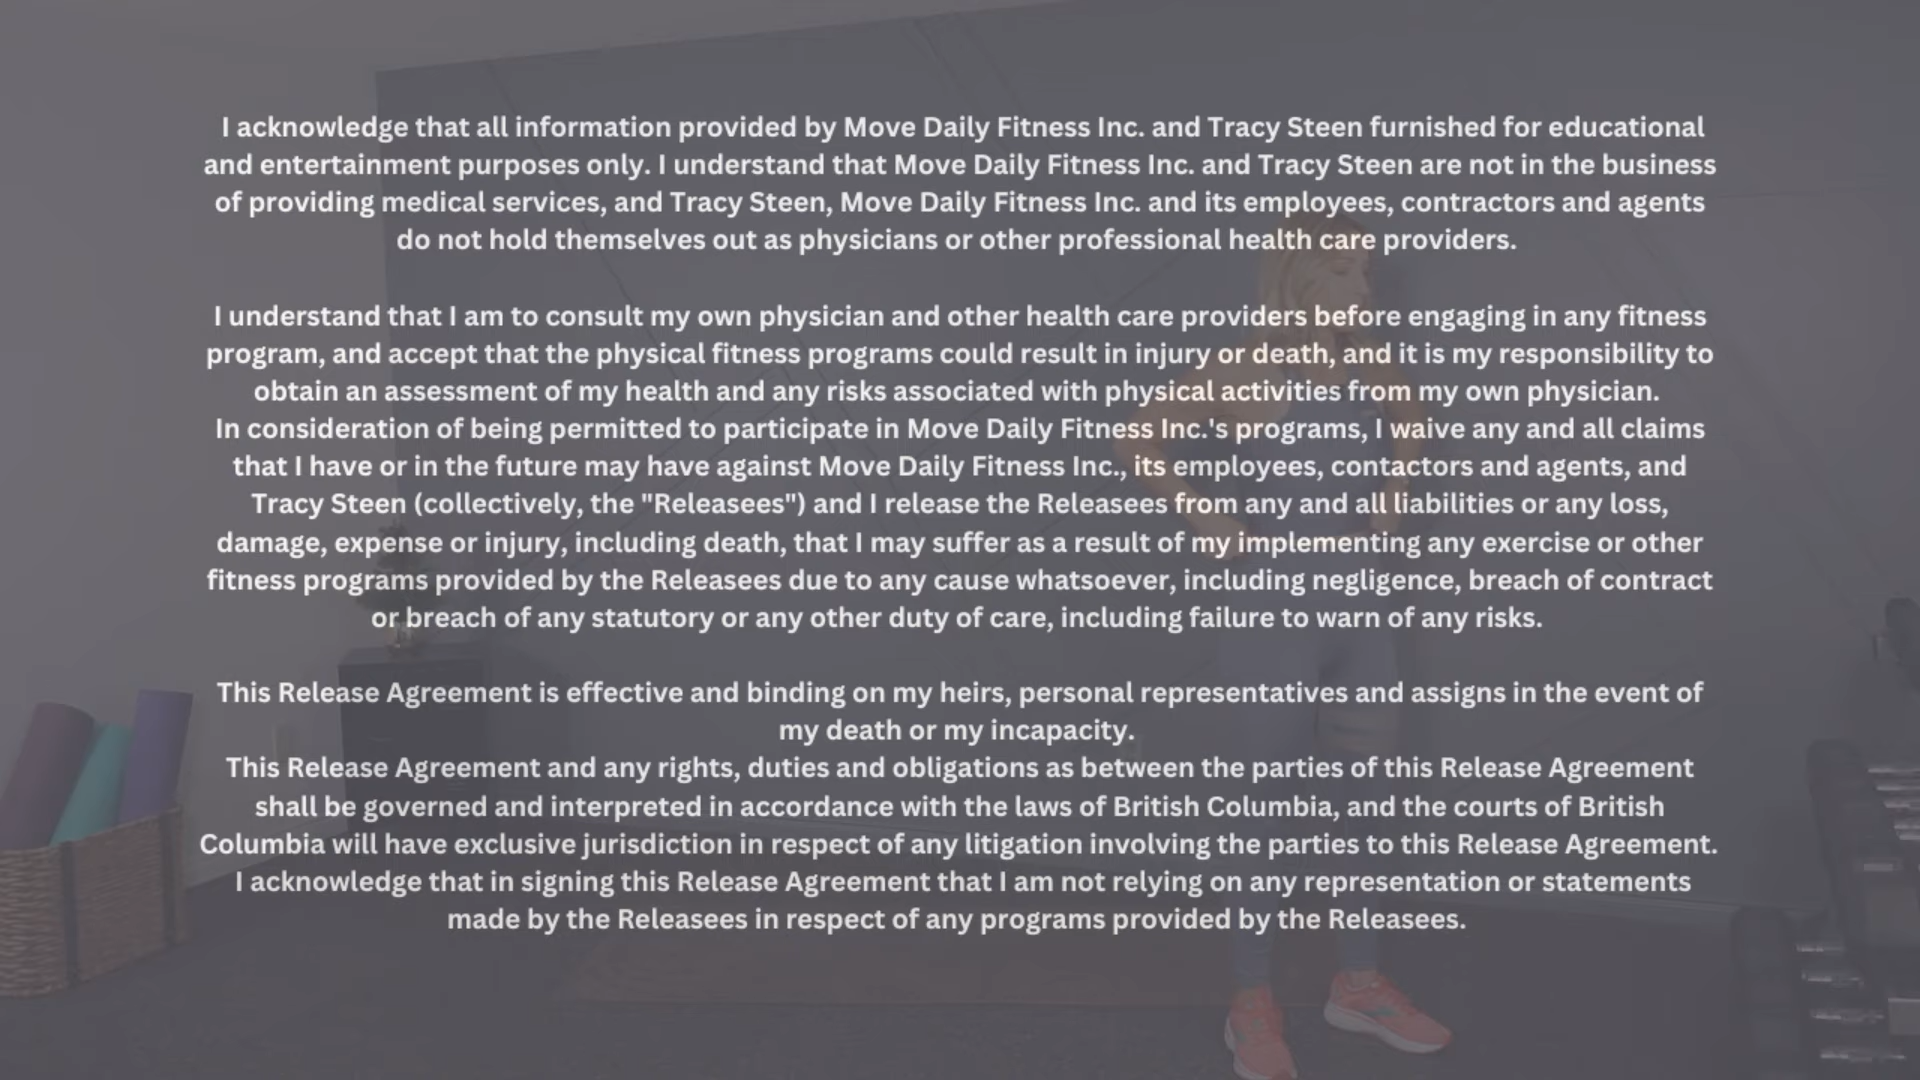 I acknowledge that all information provided by Move Daily Fitness Inc. and Tracy Steen furnished for educational
and entertainment purposes only. I understand that Move Daily Fitness Inc. and Tracy Steen are not in the business
of providing medical services, and Tracy Steen, Move Daily Fitness Inc. and its employees, contractors and agents
do not hold themselves out as physicians or other professional health care providers.
I understand that I am to consult my own physician and other health care providers before engaging in any fitness
program, and accept that the physical fitness programs could result in injury or death, and it is my responsibility to
obtain an assessment of my health and any risks associated with physical activities from my own physician.
In consideration of being permitted to participate in Move Daily Fitness Inc.'s programs, I waive any and all claims
that I have or in the future may have against Move Daily Fitness Inc., its employees, contactors and agents, and
Tracy Steen (collectively, the "Releasees") and I release the Releasees from any and all liabilities or any loss,
damage, expense or injury, including death, that I may suffer as a result of my implementing any exercise or other
fitness programs provided by the Releasees due to any cause whatsoever, including negligence, breach of contract
or breach of any statutory or any other duty of care, including failure to warn of any risks.
This Release Agreement is effective and binding on my heirs, personal representatives and assigns in the event of
my death or my incapacity.
This Release Agreement and any rights, duties and obligations as between the parties of this Release Agreement
shall be governed and interpreted in accordance with the laws of British Columbia, and the courts of British
Columbia will have exclusive jurisdiction in respect of any litigation involving the parties to this Release Agreement.
I acknowledge that in signing this Release Agreement that I am not relying on any representation or statements
made by the Releasees in respect of any programs provided by the Releasees.